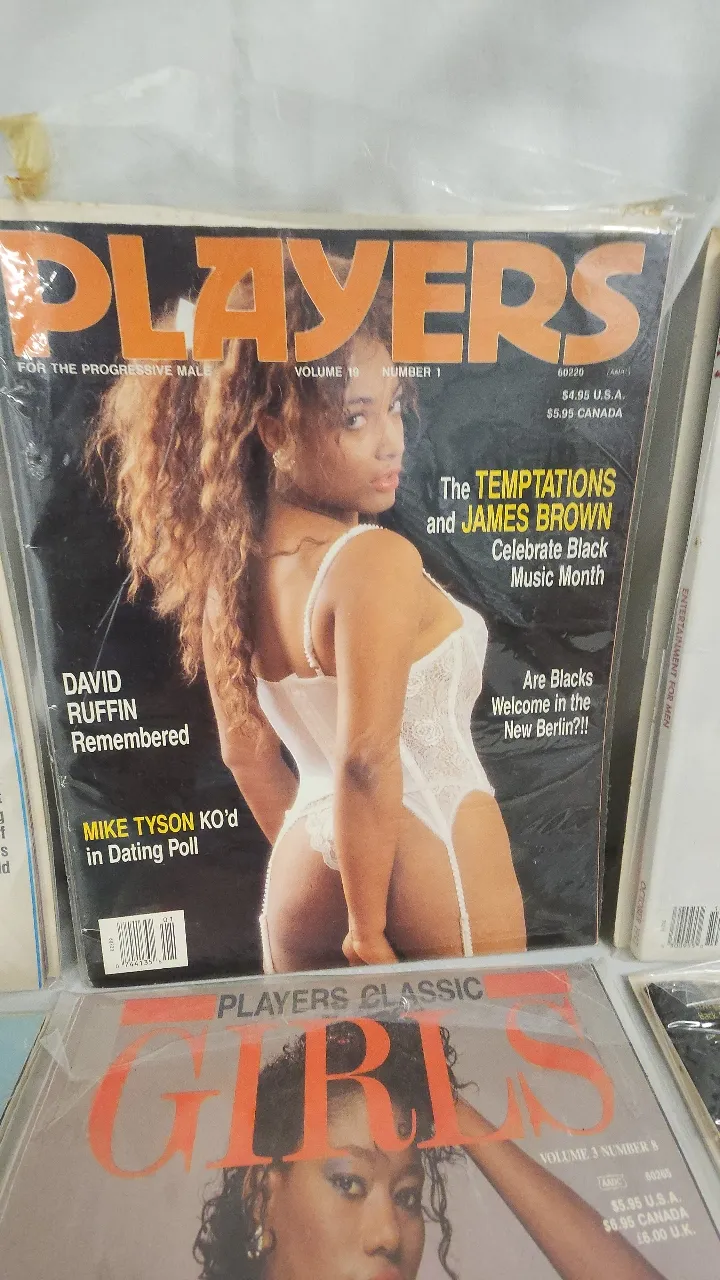 PLAYERS
FOR THE PROGRESSIVE MALE VOLUME 19 NUMBER 1 60220
$4.95 U.S.A.
$5.95 CANADA
The TEMPTATIONS
and JAMES BROWN
Celebrate Black
Music Month
DAVID
RUFFIN
Remembered
Are Blacks
Welcome in the
New Berlin?!!
MIKE TYSON KO'd
in Dating Poll
07
ENTERTAINMENT FOR MEN
OCTOBER
PLAYERS CLASSIC
GIRLS
VOLUME 3 NUMBER 8
$5.95 U.S.A.
$6.95 CANADA
£6.00 U.K.